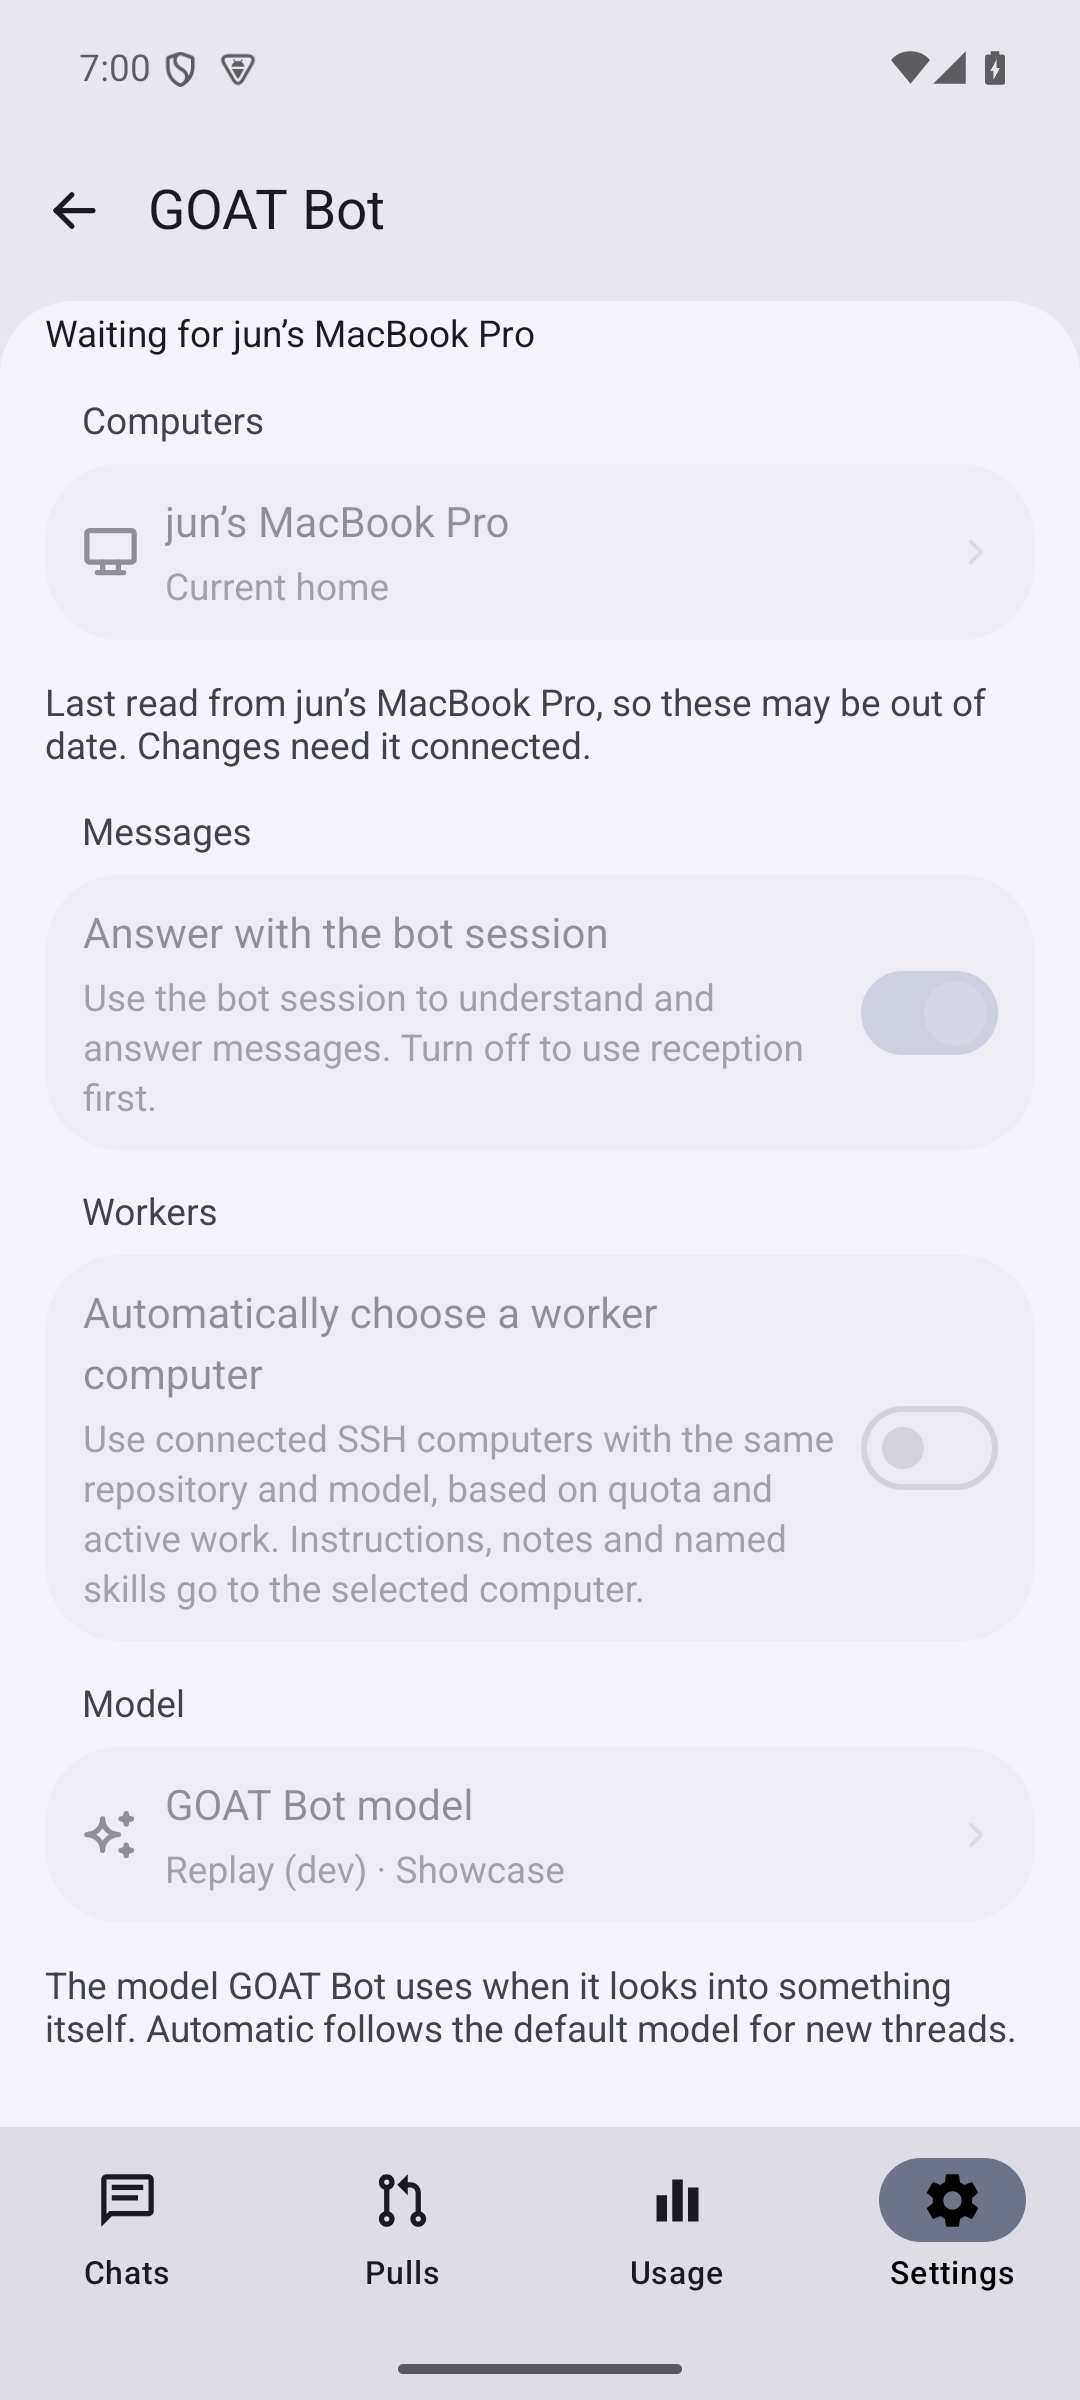 7:00
GOAT Bot
Waiting for jun’s MacBook Pro
Computers
jun’s MacBook Pro
Current home
Last read from jun’s MacBook Pro, so these may be out of
date. Changes need it connected.
Messages
Answer with the bot session
Use the bot session to understand and
answer messages. Turn off to use reception
first.
Workers
Automatically choose a worker
computer
Use connected SSH computers with the same
repository and model, based on quota and
active work. Instructions, notes and named
skills go to the selected computer.
Model
GOAT Bot model
Replay (dev) · Showcase
The model GOAT Bot uses when it looks into something
itself. Automatic follows the default model for new threads.
Chats
Pulls
Usage
Settings